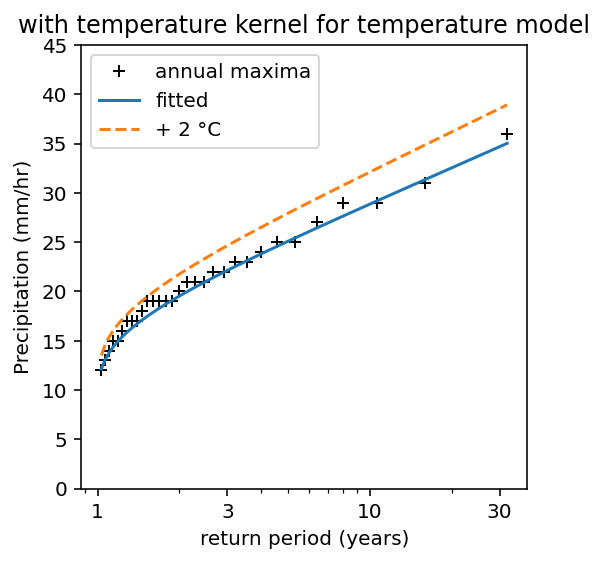 with temperature kernel for temperature model
45
40
35
30
25
20
15
10
5
0
Precipitation (mm/hr)
annual maxima
fitted
+ 2 °C
1
3
10
30
return period (years)